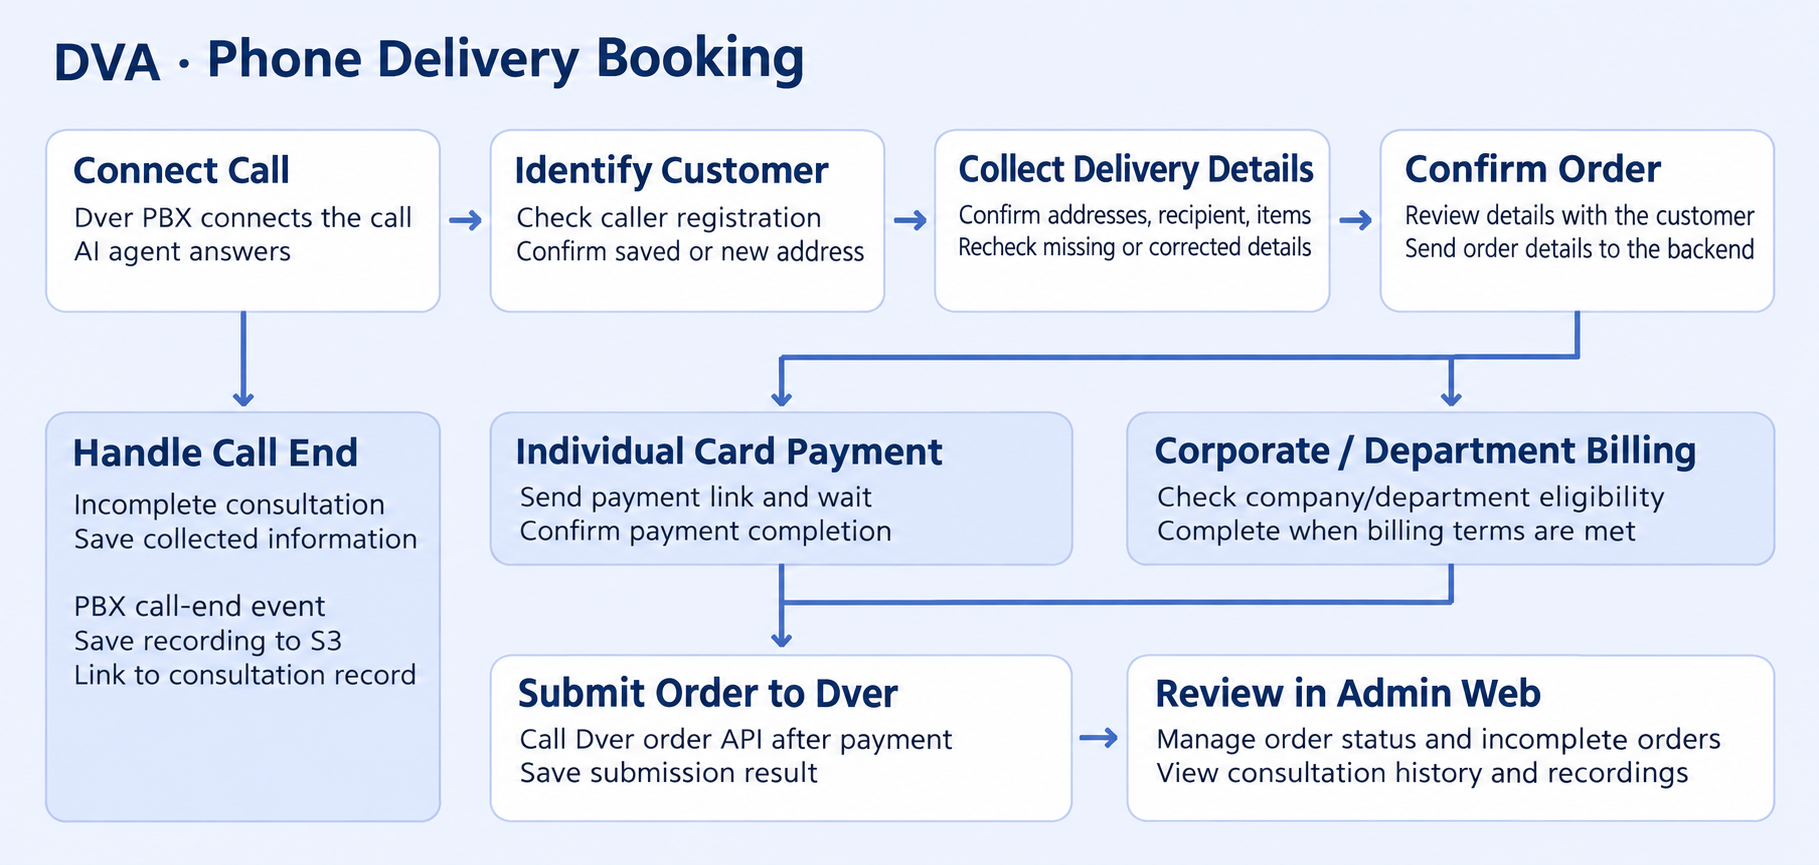 DVA · Phone Delivery Booking
Connect Call
Dver PBX connects the call
AI agent answers
Identify Customer
Check caller registration
Confirm saved or new address
Collect Delivery Details
Confirm addresses, recipient, items
Recheck missing or corrected details
Confirm Order
Review details with the customer
Send order details to the backend
Handle Call End
Incomplete consultation
Save collected information
PBX call-end event
Save recording to S3
Link to consultation record
Individual Card Payment
Send payment link and wait
Confirm payment completion
Corporate / Department Billing
Check company/department eligibility
Complete when billing terms are met
Submit Order to Dver
Call Dver order API after payment
Save submission result
Review in Admin Web
Manage order status and incomplete orders
View consultation history and recordings